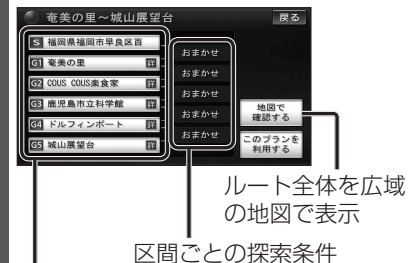 奄美の里～城山展望台
戻る
S 福岡県福岡市早良区百
G1 奄美の里 詳
G2 COUS COUS楽食家 詳
G3 鹿児島市立科学館 詳
G4 ドルフィンポート 詳
G5 城山展望台 詳
おまかせ
おまかせ
おまかせ
おまかせ
おまかせ
地図で
確認する
このプランを
利用する
ルート全体を広域
の地図で表示
区間ごとの探索条件